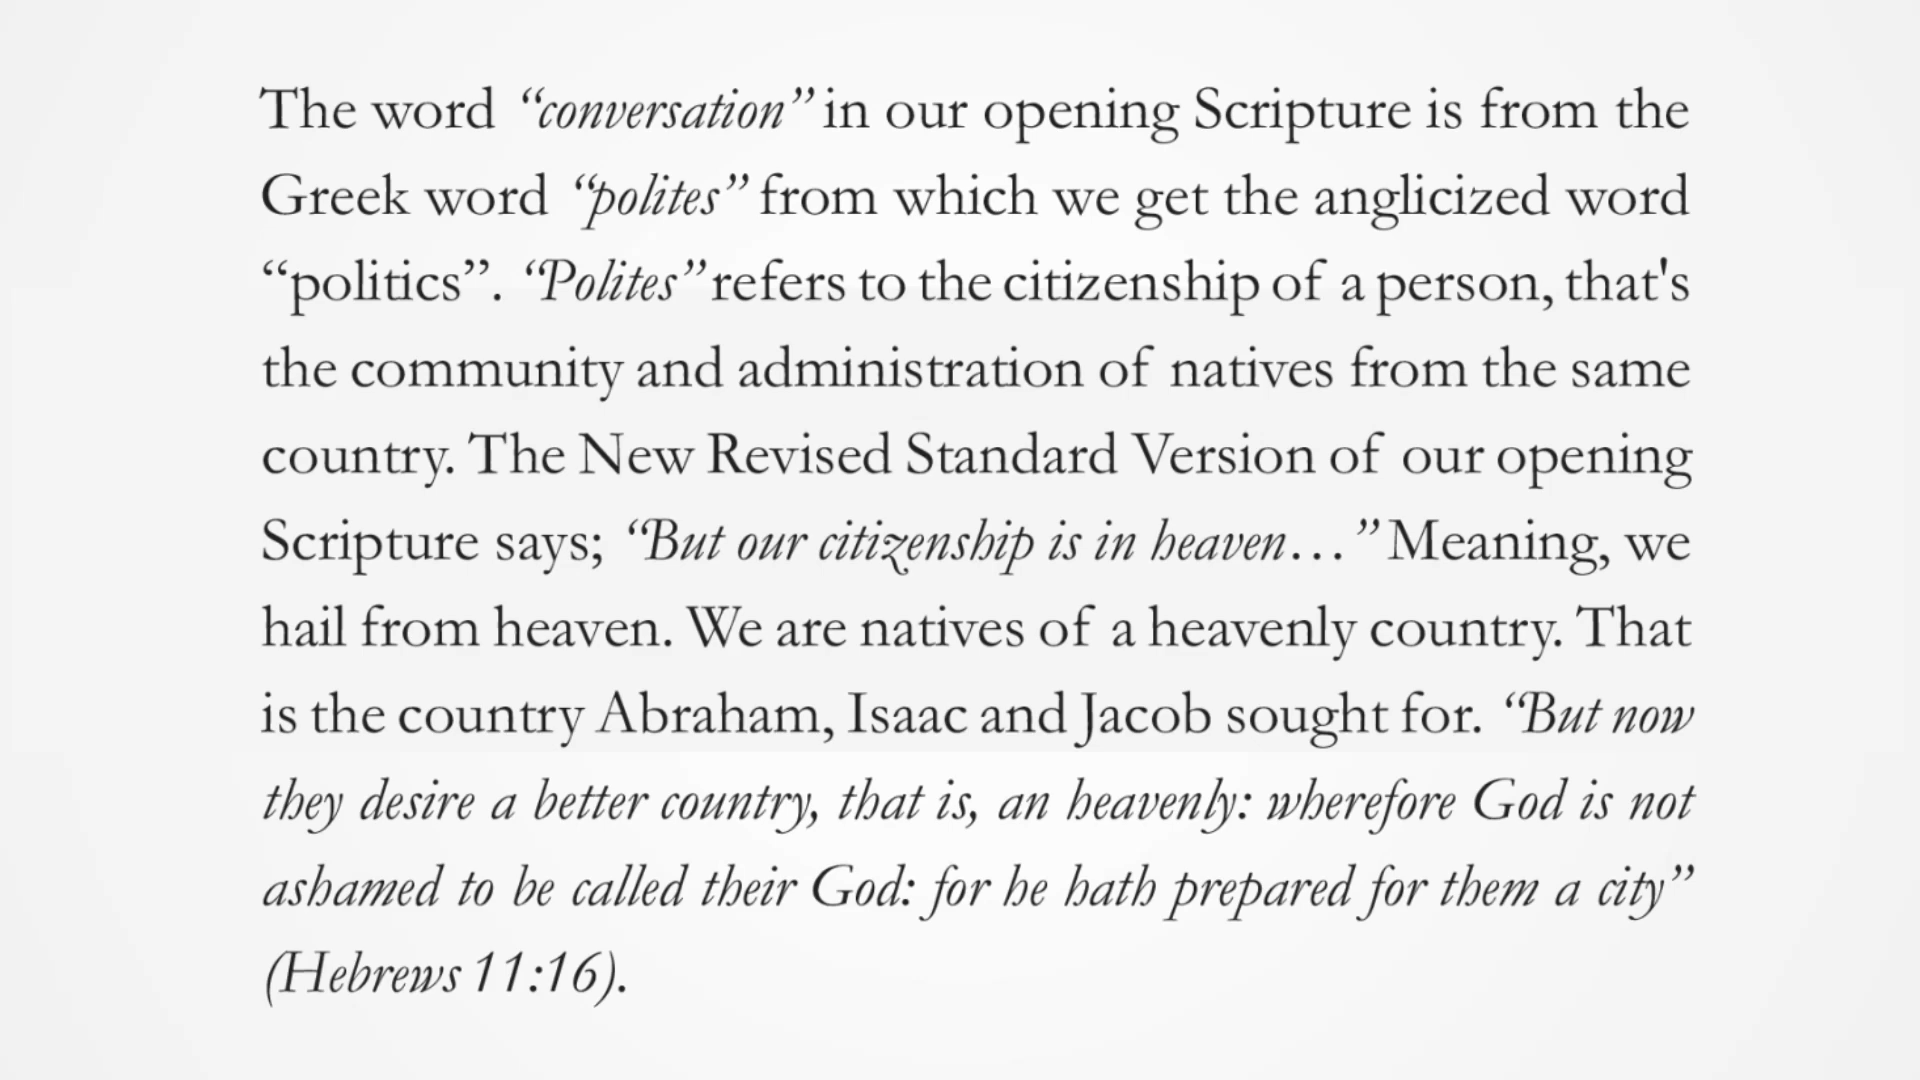 The word “conversation” in our opening Scripture is from the
Greek word “polites” from which we get the anglicized word
“politics”. “Polites” refers to the citizenship of a person, that's
the community and administration of natives from the same
country. The New Revised Standard Version of our opening
Scripture says; “But our citizenship is in heaven…” Meaning, we
hail from heaven. We are natives of a heavenly country. That
is the country Abraham, Isaac and Jacob sought for. “But now
they desire a better country, that is, an heavenly: wherefore God is not
ashamed to be called their God: for he hath prepared for them a city”
(Hebrews 11:16).